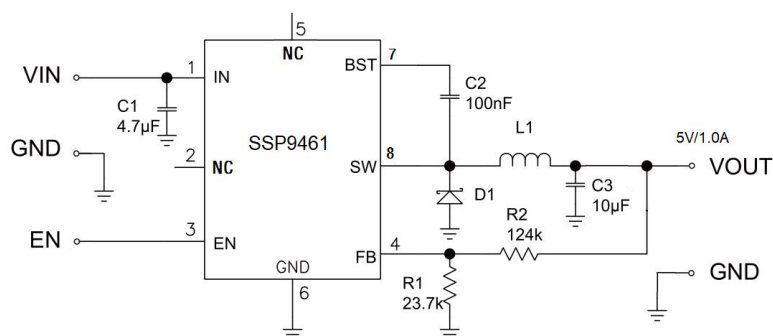 5
NC
7
VIN
1
IN
BST
C2
100nF
C1
4.7µF
L1
5V/1.0A
GND
2
NC
SSP9461
8
SW
VOUT
D1
C3
10µF
R2
124k
EN
3
EN
4
FB
GND
6
R1
23.7k
GND